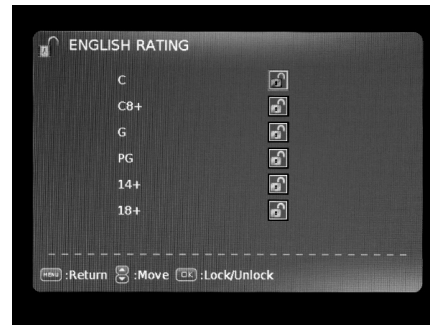 ENGLISH RATING
C
C8+
G
PG
14+
18+
MENU :Return :Move OK :Lock/Unlock